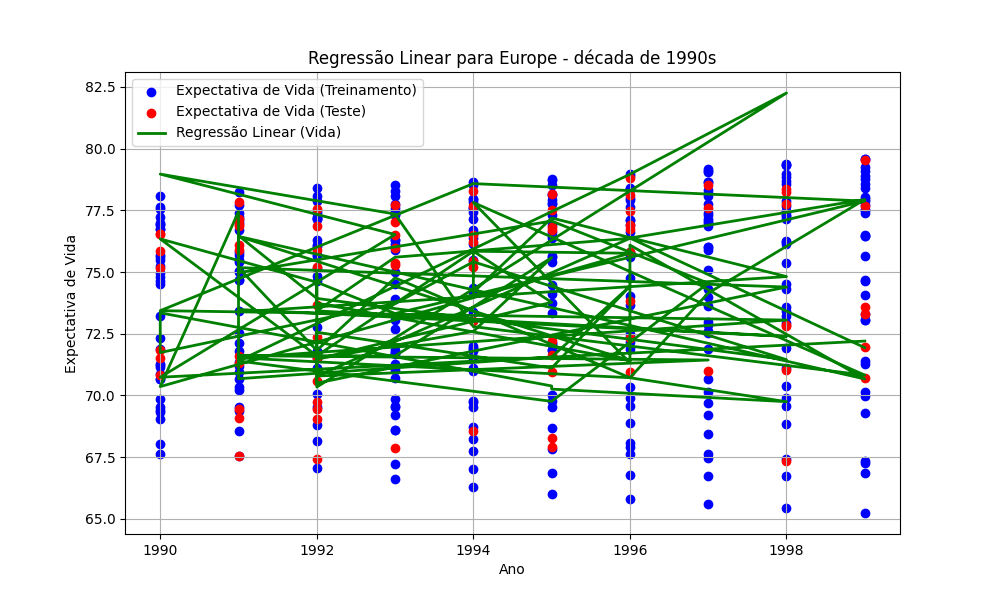 Regressão Linear para Europe - década de 1990s
Expectativa de Vida (Treinamento)
Expectativa de Vida (Teste)
Regressão Linear (Vida)
Expectativa de Vida
82.5
80.0
77.5
75.0
72.5
70.0
67.5
65.0
1990 1992 1994 1996 1998
Ano